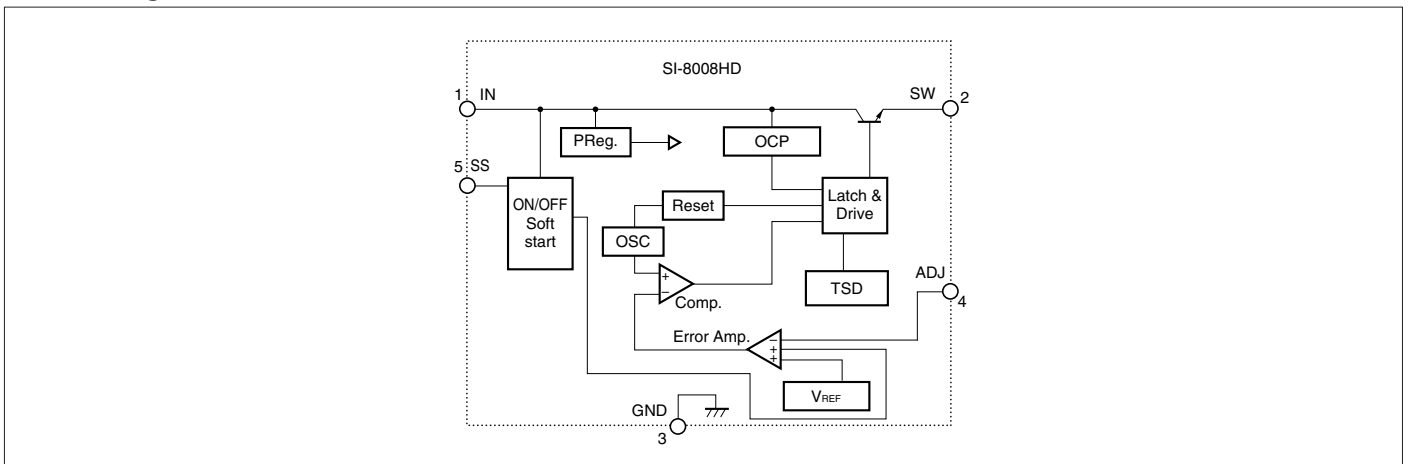 SI-8008HD
1 IN
SW 2
PReg.
OCP
5 SS
ON/OFF
Soft
start
Reset
Latch &
Drive
OSC
+
−
Comp.
TSD
ADJ
4
Error Amp.
−
+
+
VREF
GND
3